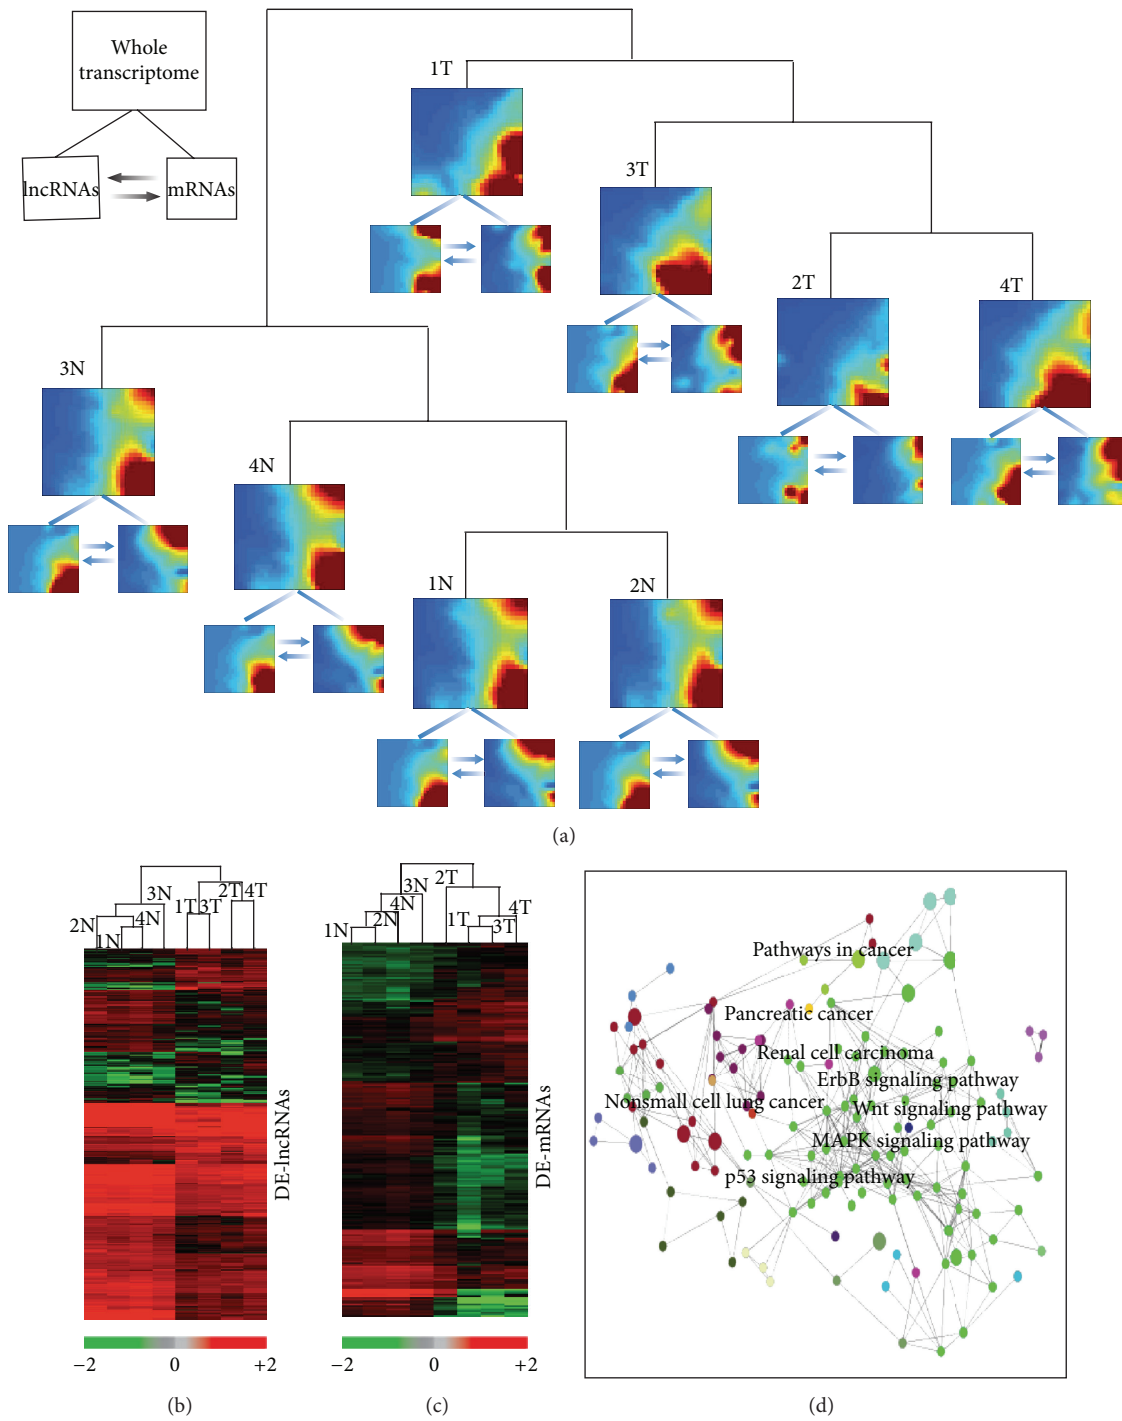 Whole
transcriptome
lncRNAs
mRNAs
1T
3T
2T
4T
3N
4N
1N
2N
(a)
3N
2T 4T
1T 3T
2N
4N
1N
DE-lncRNAs
−2 0 +2
(b)
2T
3N
4N
4T
2N
1T
1N
3T
DE-mRNAs
−2 0 +2
(c)
Pathways in cancer
Pancreatic cancer
Renal cell carcinoma
ErbB signaling pathway
Nonsmall cell lung cancer
Wnt signaling pathway
MAPK signaling pathway
p53 signaling pathway
(d)